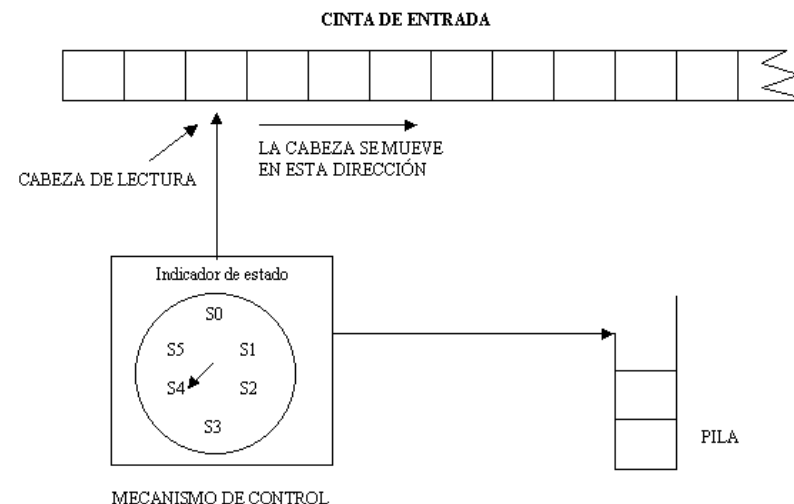 CINTA DE ENTRADA
LA CABEZA SE MUEVE
EN ESTA DIRECCIÓN
CABEZA DE LECTURA
Indicador de estado
S0
S5
S1
S4
S2
S3
PILA
MECANISMO DE CONTROL